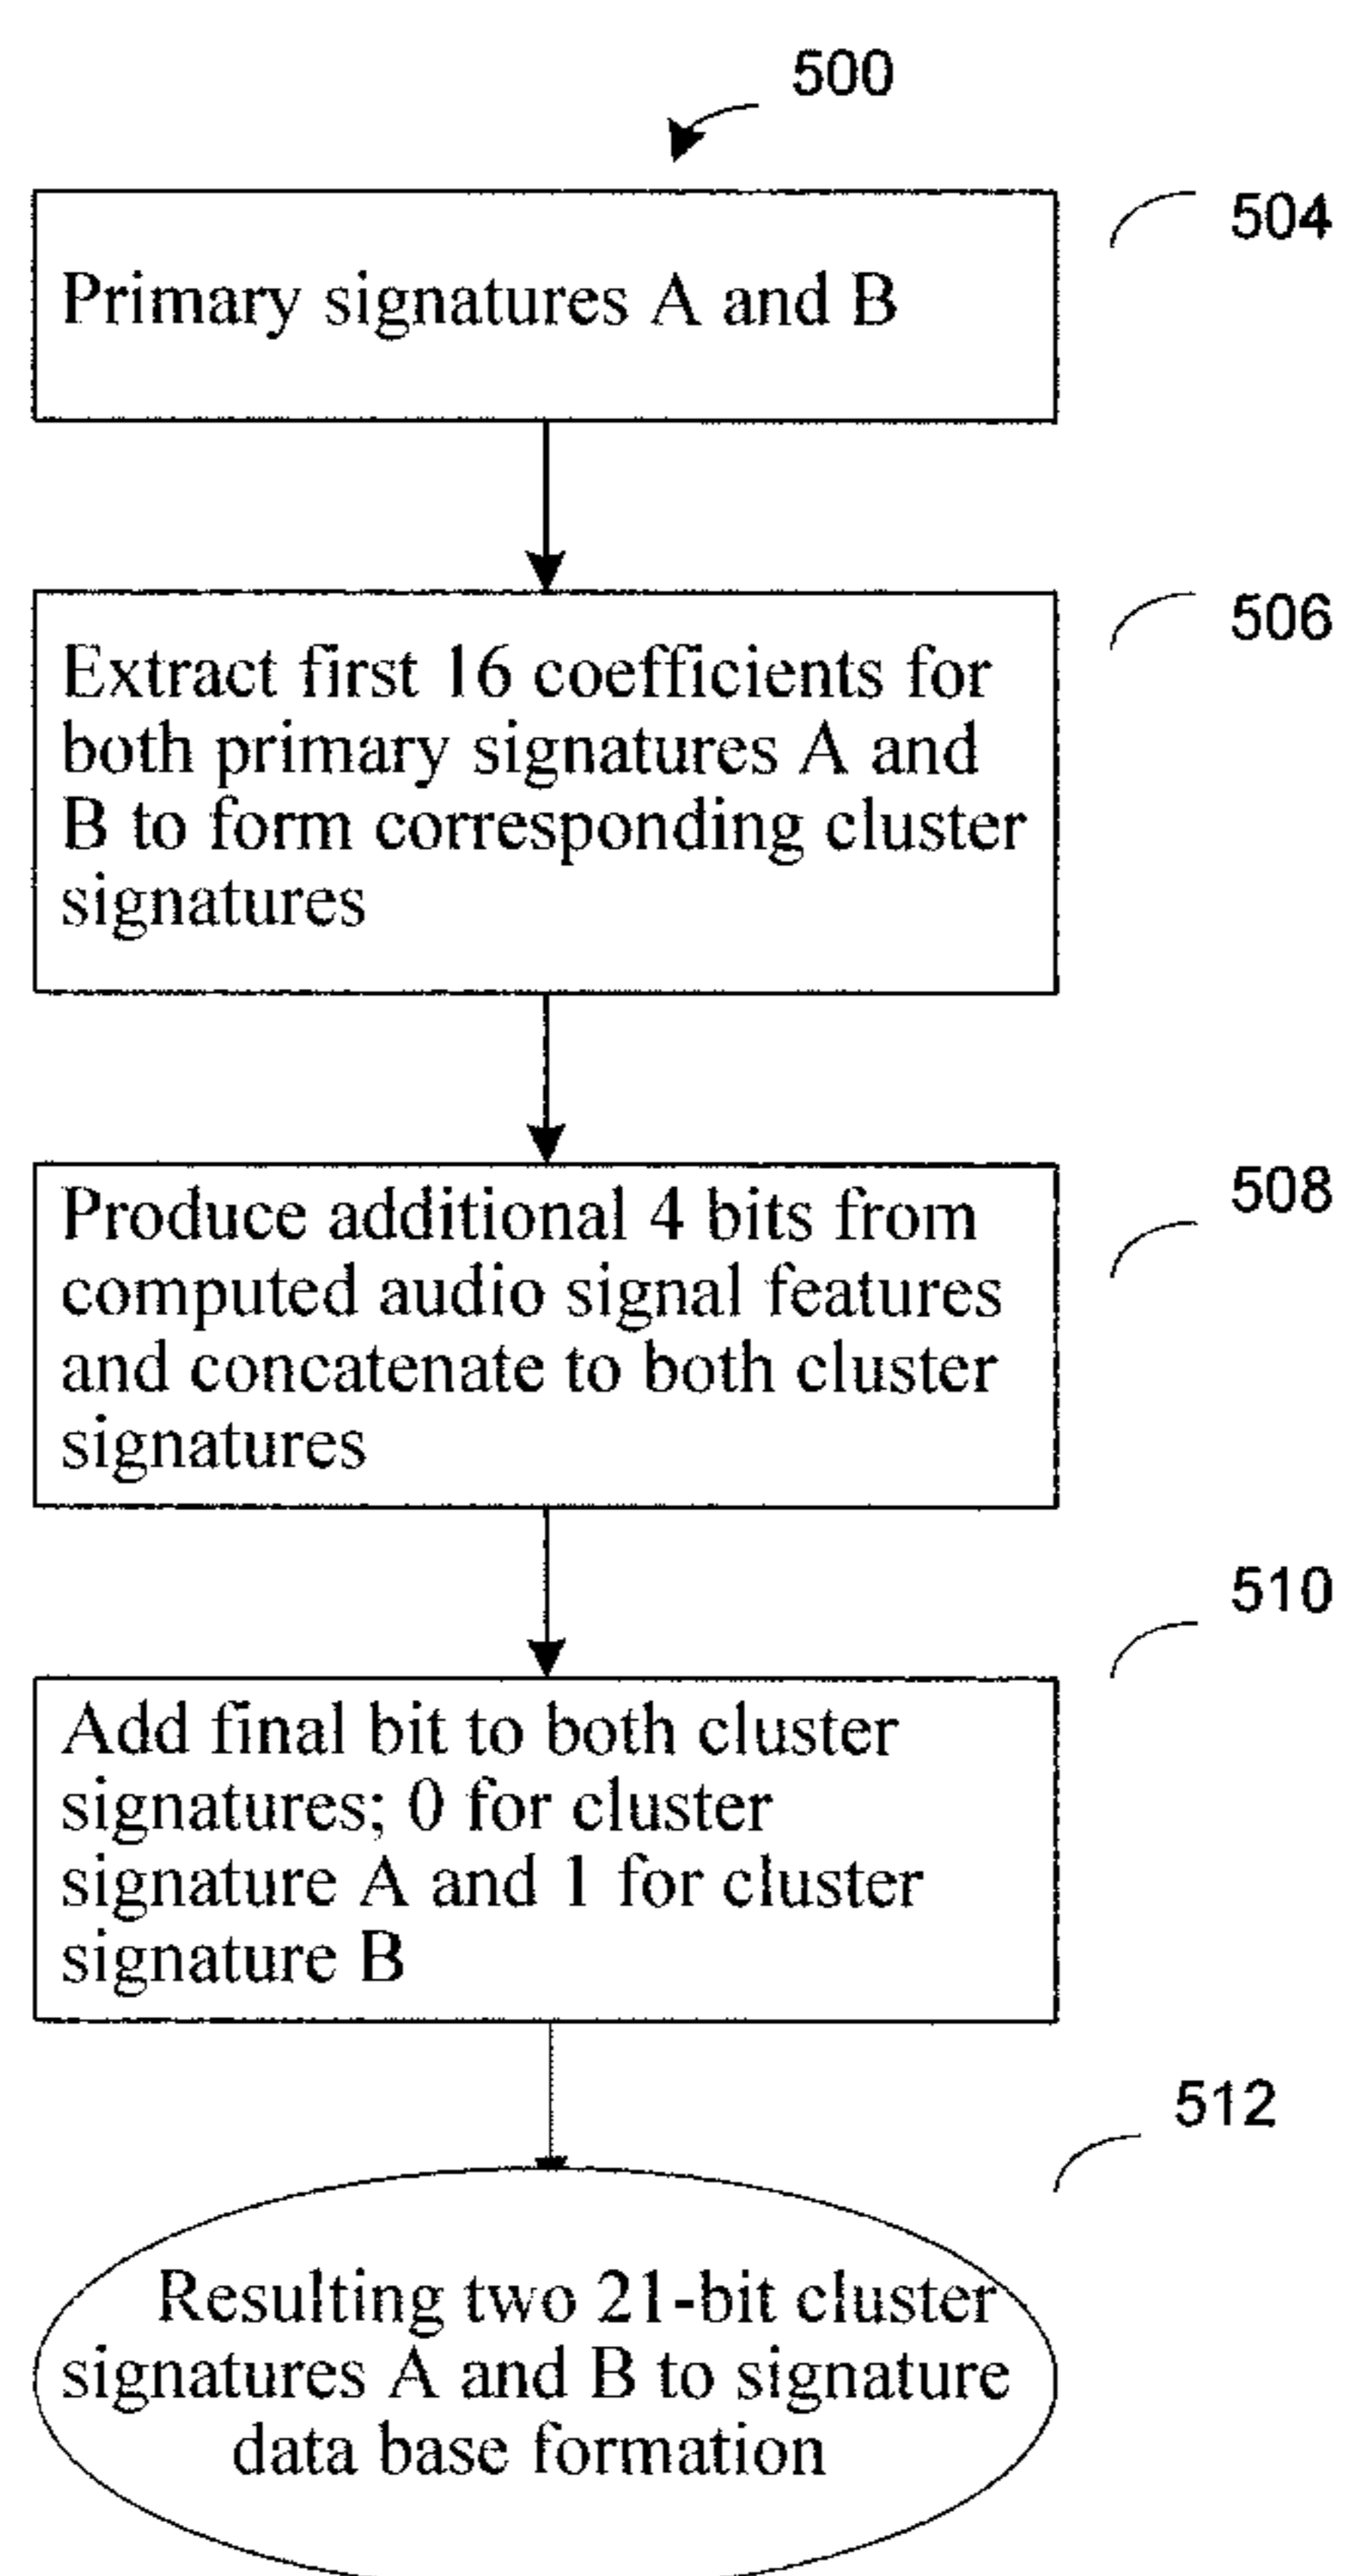 500
504
Primary signatures A and B
506
Extract first 16 coefficients for
both primary signatures A and
B to form corresponding cluster
signatures
508
Produce additional 4 bits from
computed audio signal features
and concatenate to both cluster
signatures
510
Add final bit to both cluster
signatures; 0 for cluster
signature A and 1 for cluster
signature B
512
Resulting two 21-bit cluster
signatures A and B to signature
data base formation